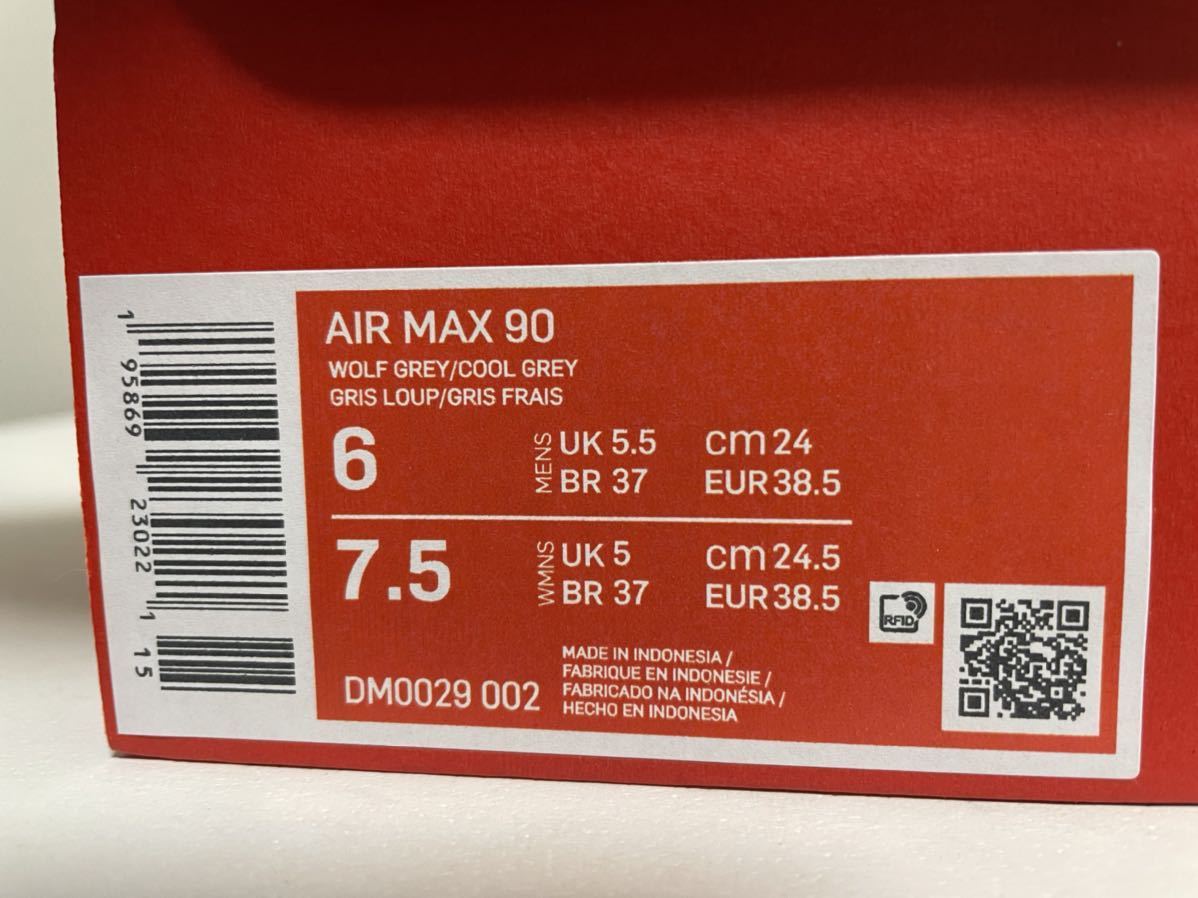 AIR MAX 90
WOLF GREY/COOL GREY
GRIS LOUP/GRIS FRAIS
6 MENS UK 5.5 cm 24
BR 37 EUR 38.5
7.5 WMNS UK 5 cm 24.5
BR 37 EUR 38.5
DM0029 002
MADE IN INDONESIA /
FABRIQUE EN INDONESIE /
FABRICADO NA INDONÉSIA /
HECHO EN INDONESIA
RFID
1 95869 23022 1 15